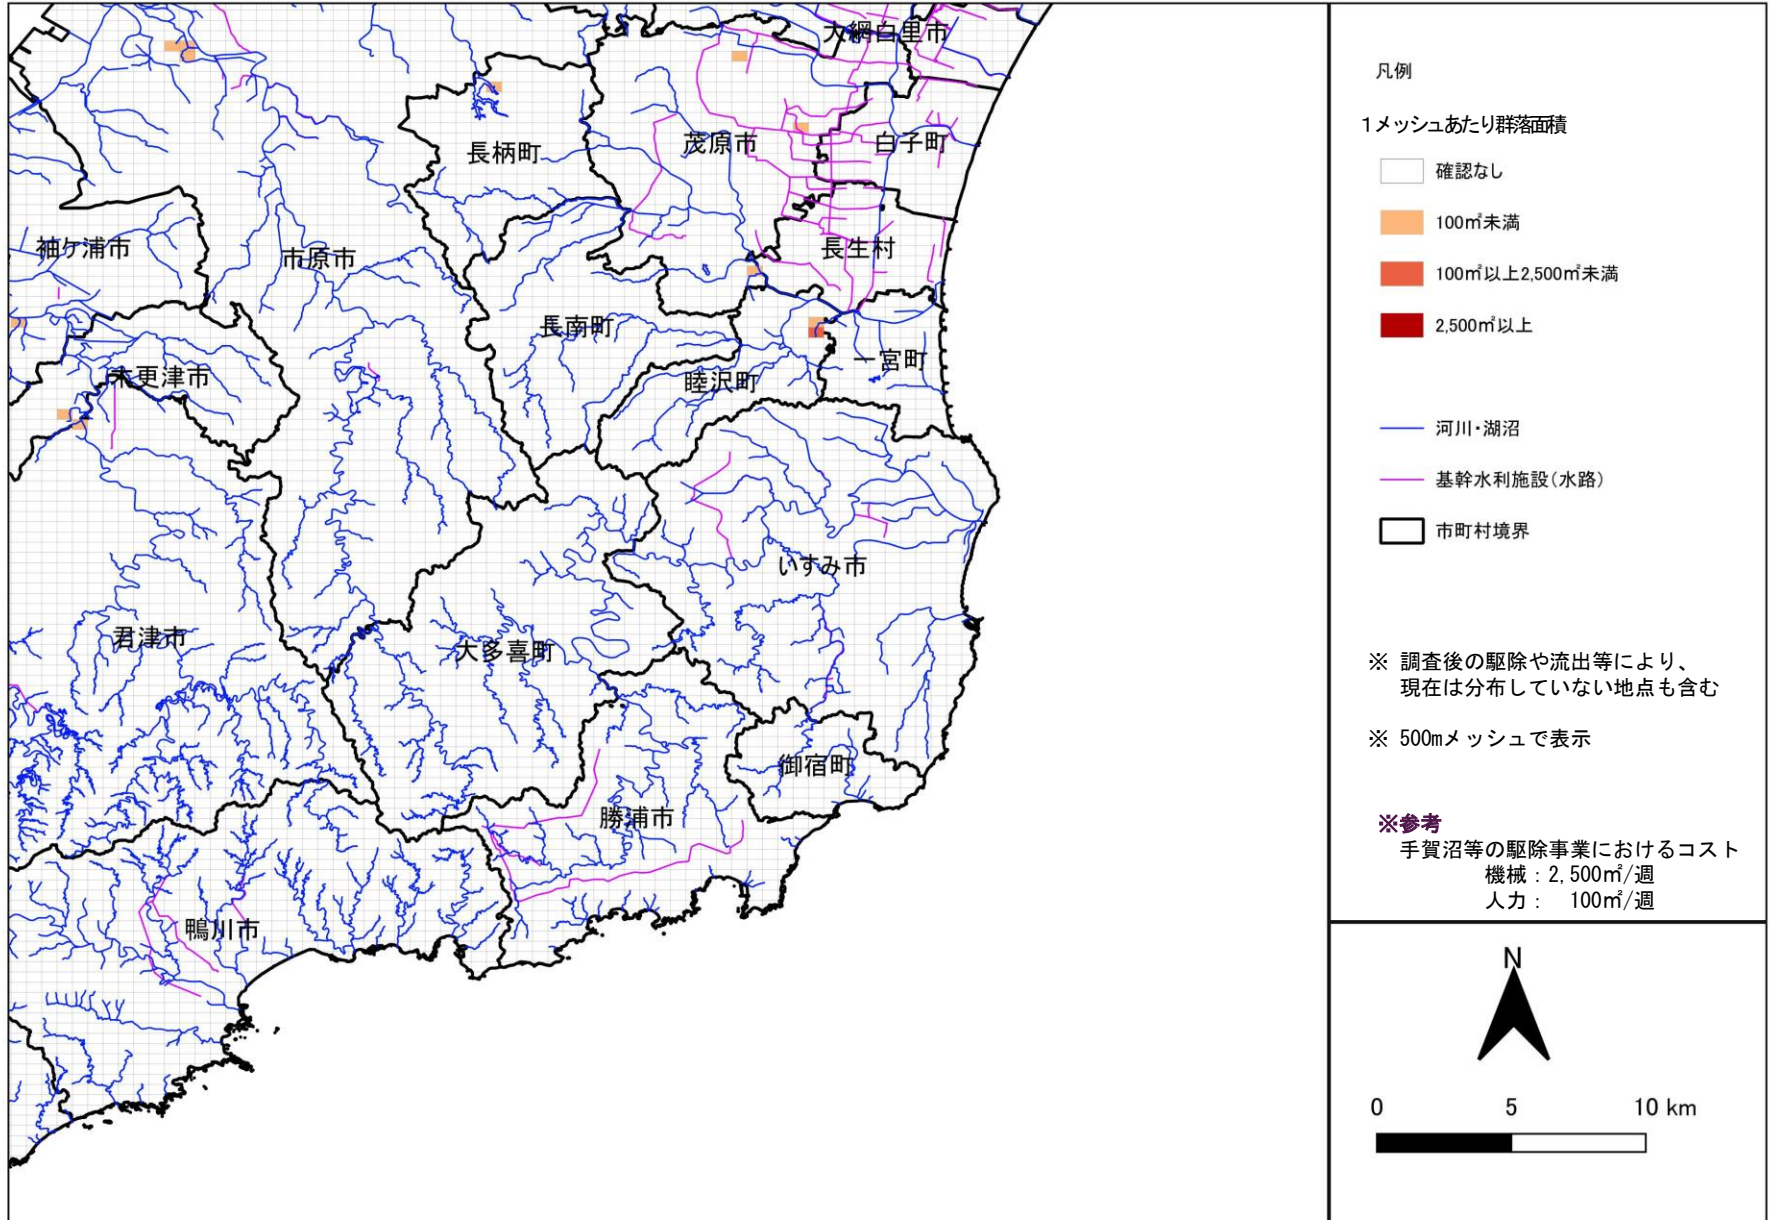 大網白里市
長柄町
茂原市
白子町
袖ケ浦市
市原市
長生村
長南町
一宮町
木更津市
睦沢町
いすみ市
君津市
大多喜町
御宿町
勝浦市
鴨川市
凡例
1メッシュあたり群落面積
確認なし
100㎡未満
100㎡以上2,500㎡未満
2,500㎡以上
河川・湖沼
基幹水利施設(水路)
市町村境界
※ 調査後の駆除や流出等により、
現在は分布していない地点も含む
※ 500mメッシュで表示
※参考
手賀沼等の駆除事業におけるコスト
機械：2,500㎡/週
人力： 100㎡/週
N
0 5 10 km